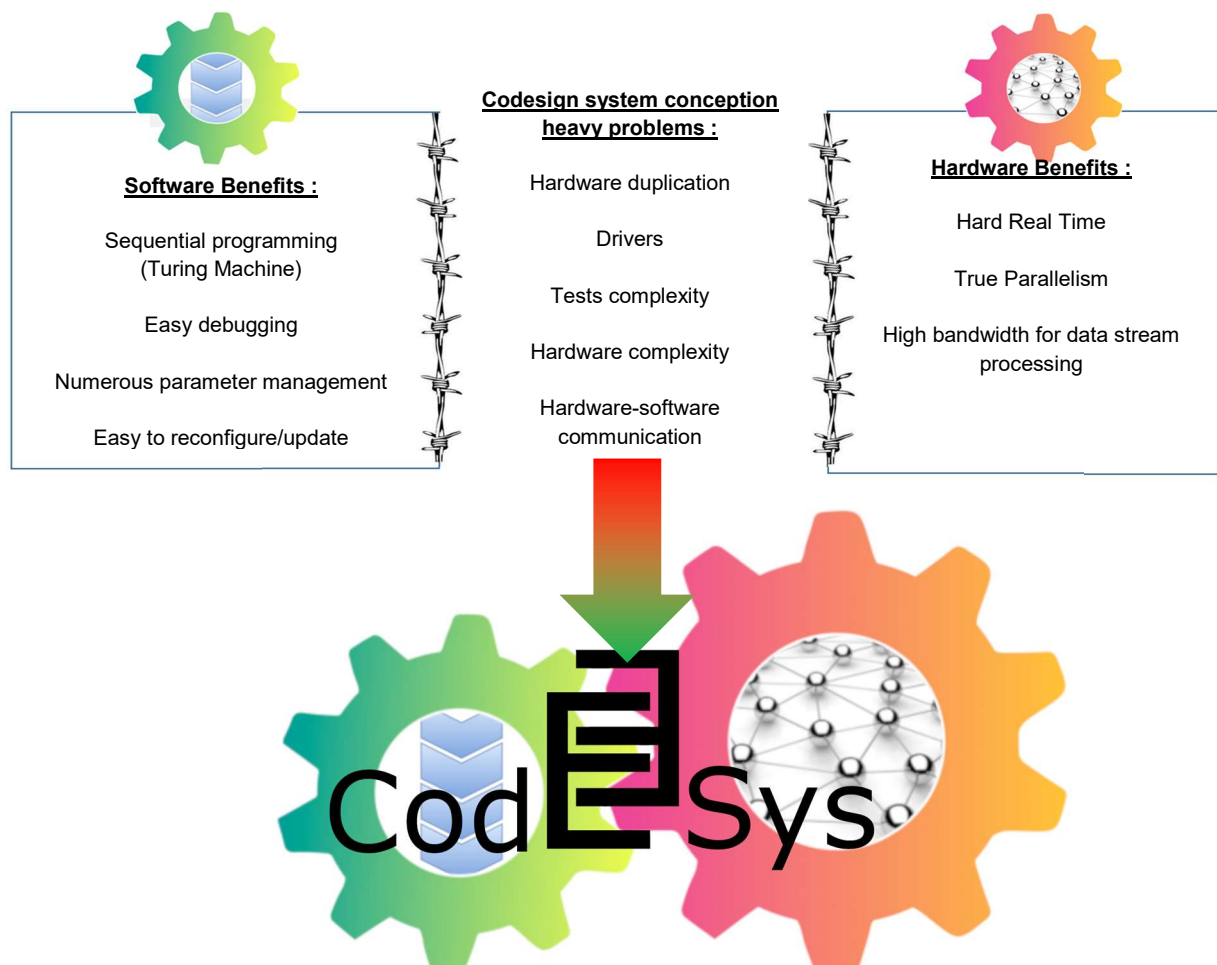 Software Benefits :
Sequential programming
(Turing Machine)
Easy debugging
Numerous parameter management
Easy to reconfigure/update
Codesign system conception
heavy problems :
Hardware duplication
Drivers
Tests complexity
Hardware complexity
Hardware-software
communication
Hardware Benefits :
Hard Real Time
True Parallelism
High bandwidth for data stream
processing
CodEESys